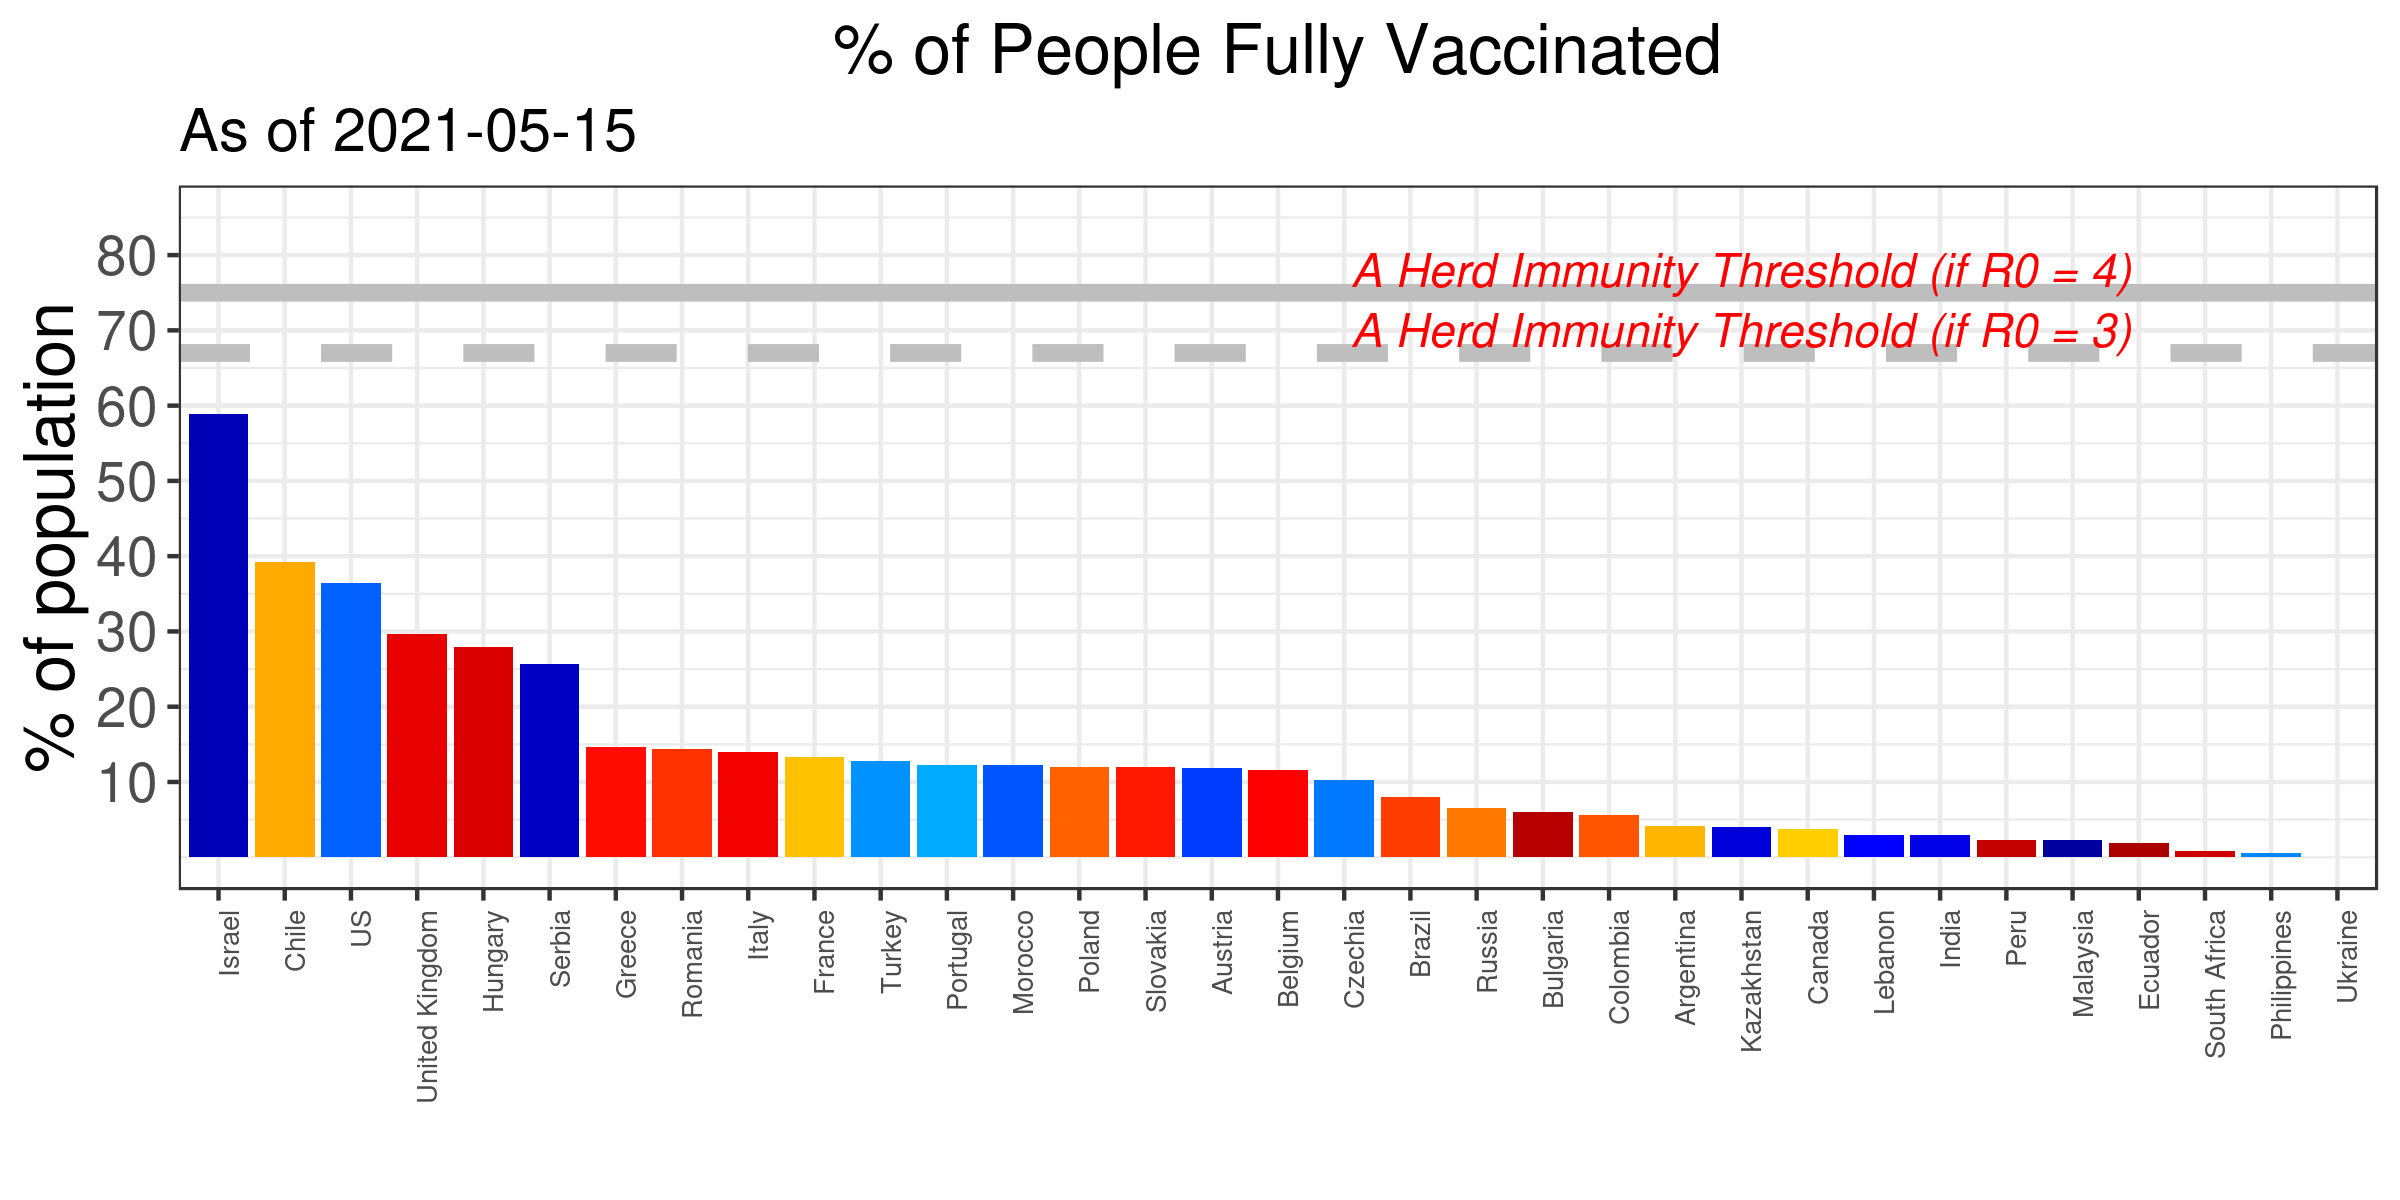 % of People Fully Vaccinated
As of 2021-05-15
% of population
80
70
60
50
40
30
20
10
A Herd Immunity Threshold (if R0 = 4)
A Herd Immunity Threshold (if R0 = 3)
Israel
Chile
US
United Kingdom
Hungary
Serbia
Greece
Romania
Italy
France
Turkey
Portugal
Morocco
Poland
Slovakia
Austria
Belgium
Czechia
Brazil
Russia
Bulgaria
Colombia
Argentina
Kazakhstan
Canada
Lebanon
India
Peru
Malaysia
Ecuador
South Africa
Philippines
Ukraine